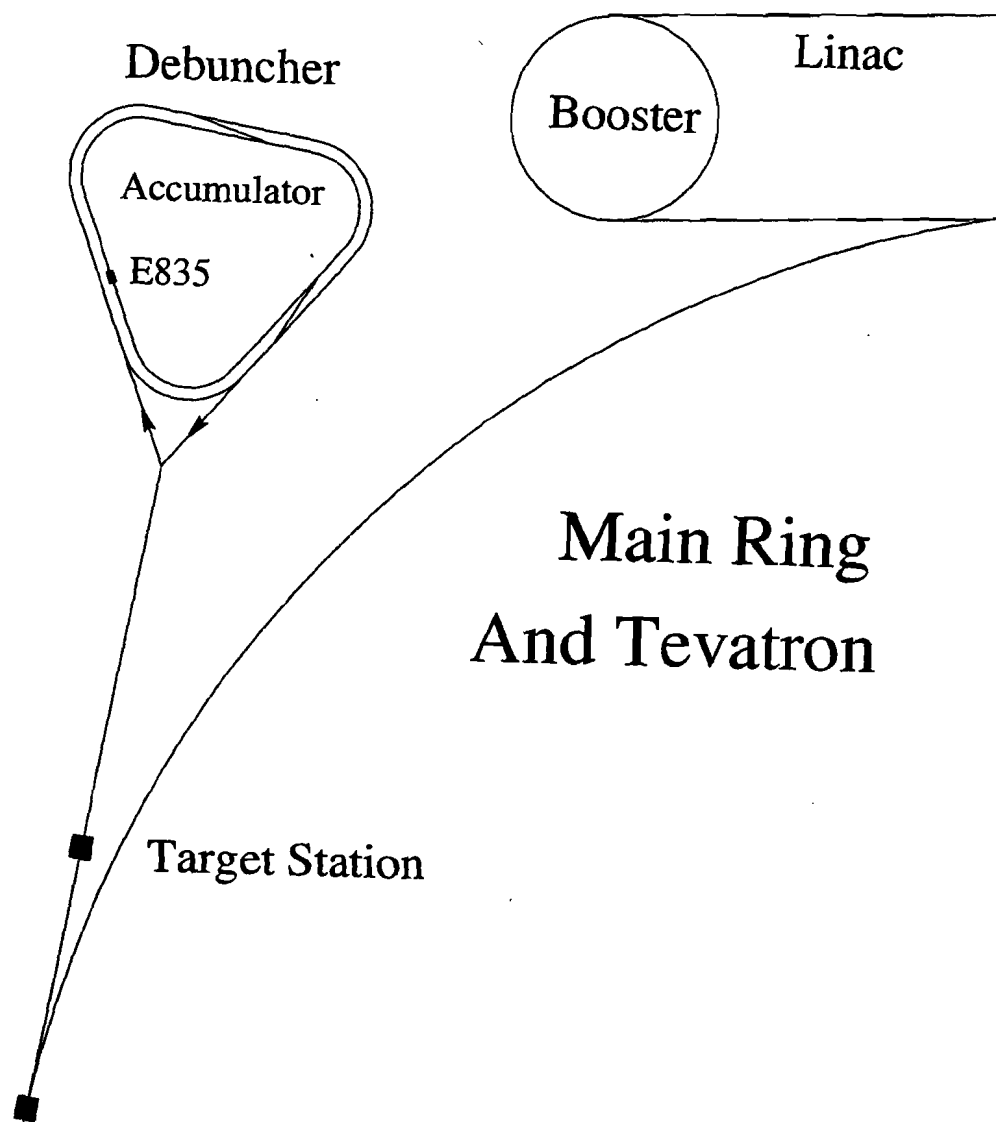 Debuncher
Linac
Booster
Accumulator
E835
Main Ring
And Tevatron
Target Station